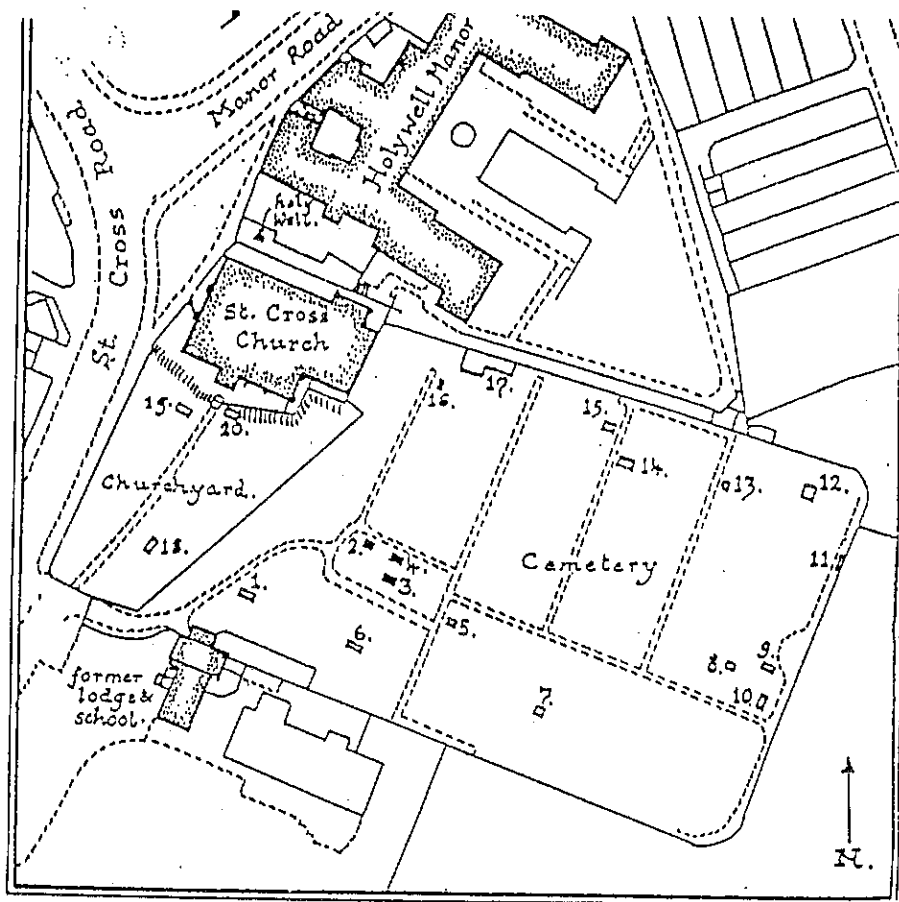 Manor Road
St Cross Road
Holywell Manor
holy
well.
St. Cross
Church
17.
16.
15.
14.
13.
12.
11.
19.
20.
Churchyard.
18.
2.
4.
3.
Cemetery
1.
5.
6.
7.
8.
9.
10.
former
lodge &
school.
N.